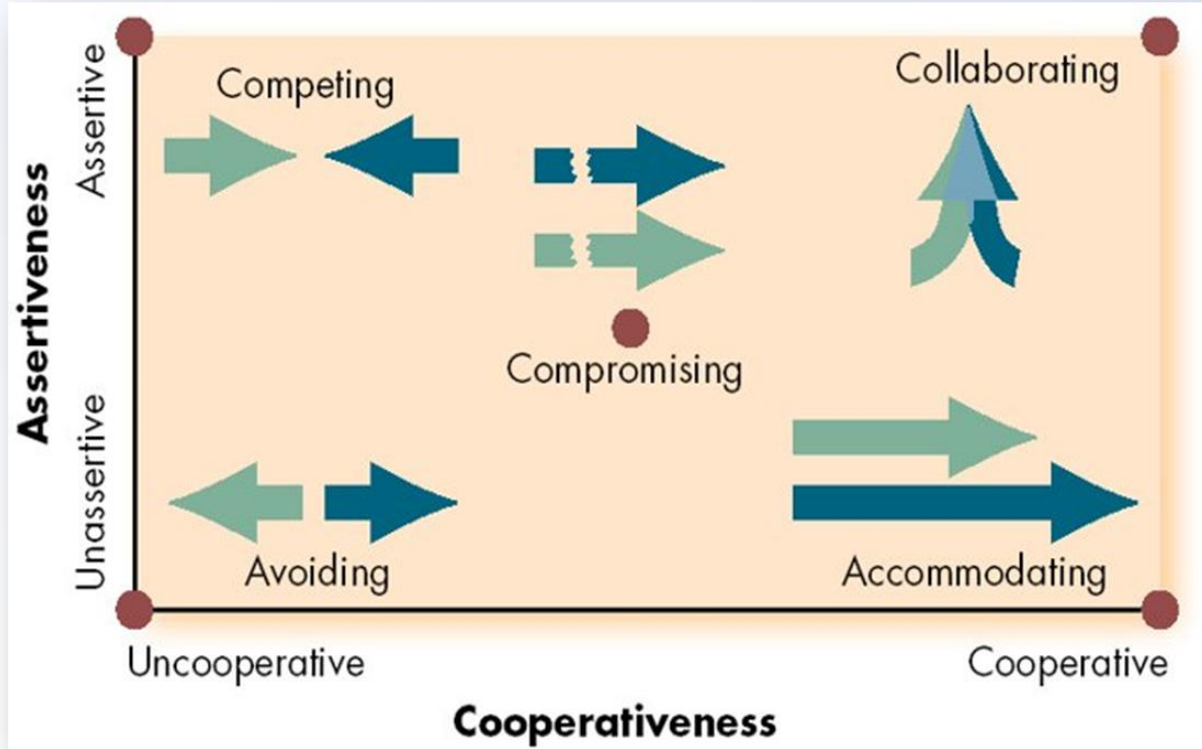 Assertiveness
Assertive
Unassertive
Competing
Collaborating
Compromising
Avoiding
Accommodating
Uncooperative
Cooperative
Cooperativeness